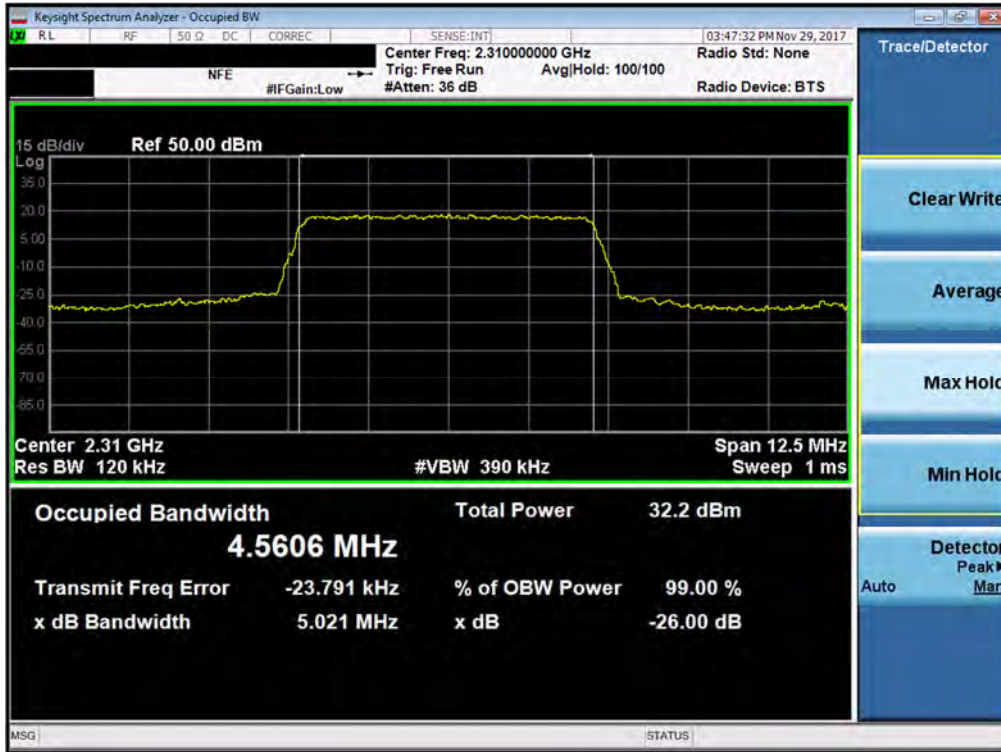 Keysight Spectrum Analyzer - Occupied BW
LXI RL RF 50 Ω DC CORREC SENSE:INT 03:47:32 PM Nov 29, 2017
Center Freq: 2.310000000 GHz Radio Std: None
NFE Trig: Free Run Avg|Hold: 100/100
#IFGain:Low #Atten: 36 dB Radio Device: BTS
Trace/Detector
15 dB/div Ref 50.00 dBm
Log
35.0
20.0
5.00
-10.0
-25.0
-40.0
-55.0
-70.0
-85.0
Center 2.31 GHz Span 12.5 MHz
Res BW 120 kHz #VBW 390 kHz Sweep 1 ms
Occupied Bandwidth Total Power 32.2 dBm
4.5606 MHz
Transmit Freq Error -23.791 kHz % of OBW Power 99.00 %
x dB Bandwidth 5.021 MHz x dB -26.00 dB
Clear Write
Average
Max Hold
Min Hold
Detector
Peak
Auto Man
MSG STATUS